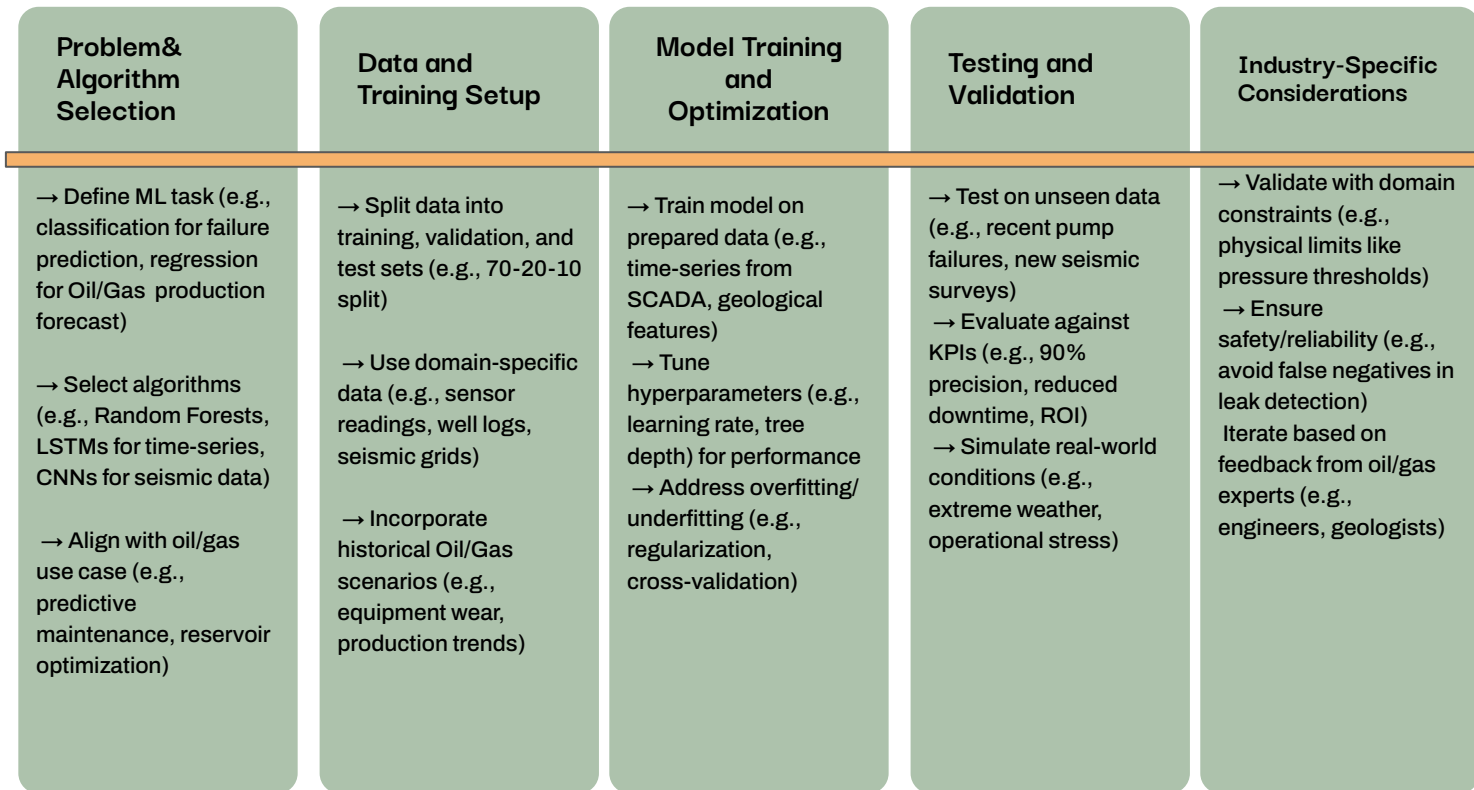 Problem&
Algorithm
Selection
→ Define ML task (e.g.,
classification for failure
prediction, regression
for Oil/Gas production
forecast)
→ Select algorithms
(e.g., Random Forests,
LSTMs for time-series,
CNNs for seismic data)
→ Align with oil/gas
use case (e.g.,
predictive
maintenance, reservoir
optimization)
Data and
Training Setup
→ Split data into
training, validation, and
test sets (e.g., 70-20-10
split)
→ Use domain-specific
data (e.g., sensor
readings, well logs,
seismic grids)
→ Incorporate
historical Oil/Gas
scenarios (e.g.,
equipment wear,
production trends)
Model Training
and
Optimization
→ Train model on
prepared data (e.g.,
time-series from
SCADA, geological
features)
→ Tune
hyperparameters (e.g.,
learning rate, tree
depth) for performance
→ Address overfitting/
underfitting (e.g.,
regularization,
cross-validation)
Testing and
Validation
→ Test on unseen data
(e.g., recent pump
failures, new seismic
surveys)
→ Evaluate against
KPIs (e.g., 90%
precision, reduced
downtime, ROI)
→ Simulate real-world
conditions (e.g.,
extreme weather,
operational stress)
Industry-Specific
Considerations
→ Validate with domain
constraints (e.g.,
physical limits like
pressure thresholds)
→ Ensure
safety/reliability (e.g.,
avoid false negatives in
leak detection)
Iterate based on
feedback from oil/gas
experts (e.g.,
engineers, geologists)